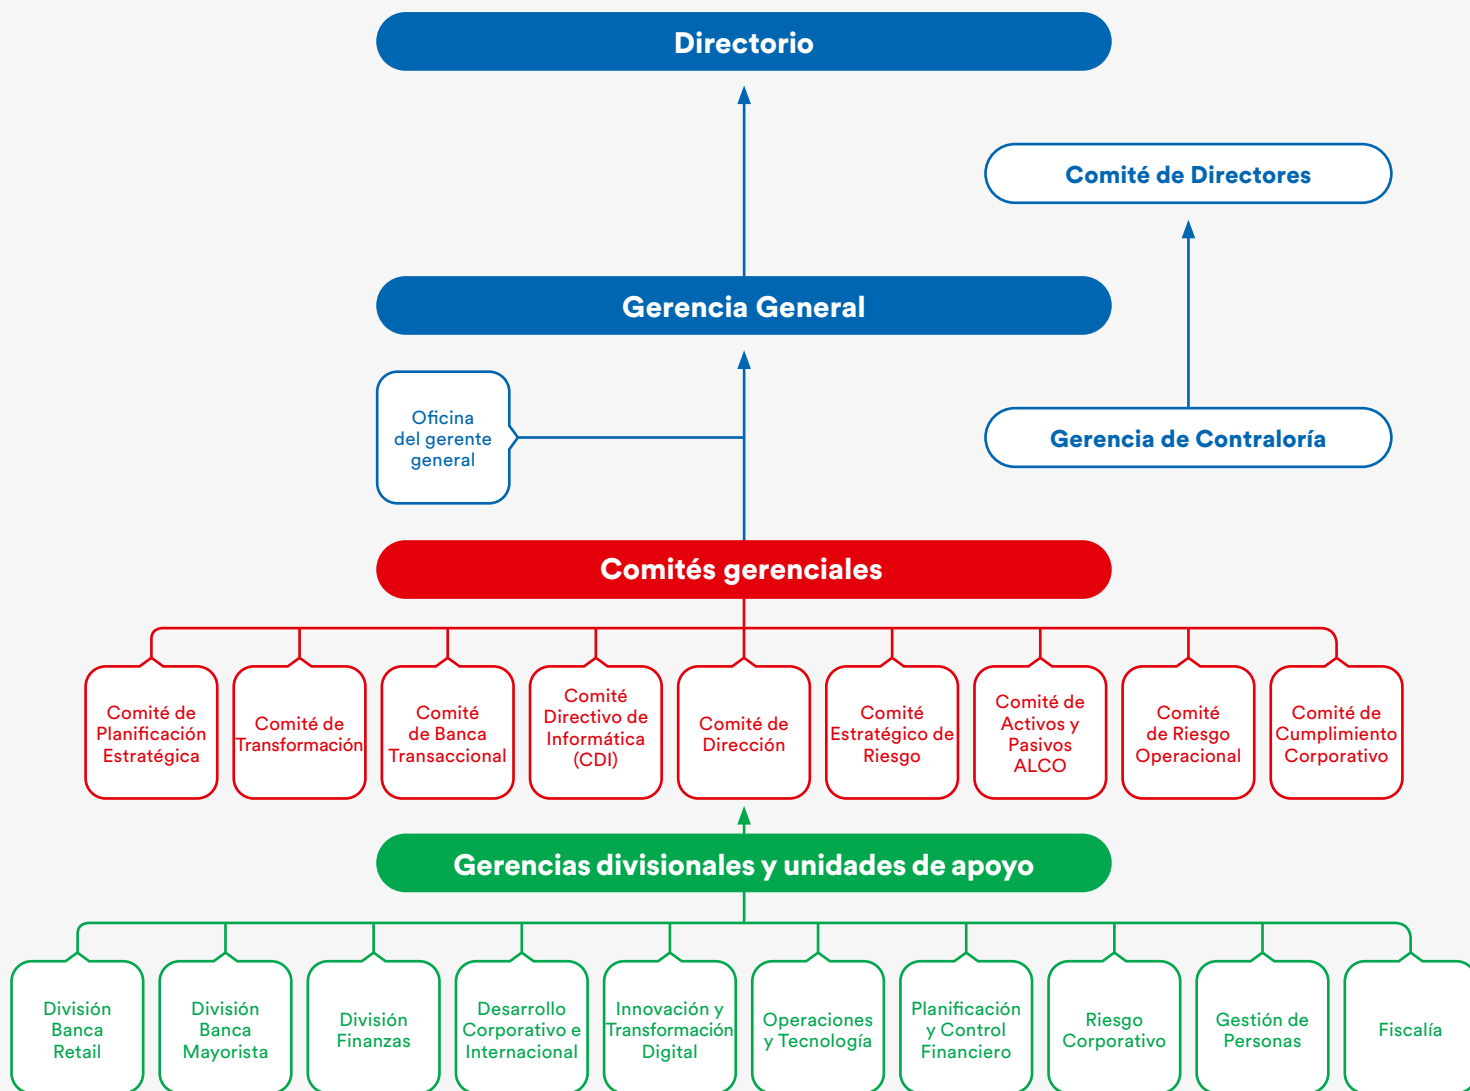 Directorio
Comité de Directores
Gerencia General
Oficina
del gerente
general
Gerencia de Contraloría
Comités gerenciales
Comité de
Planificación
Estratégica
Comité de
Transformación
Comité
de Banca
Transaccional
Comité
Directivo de
Informática
(CDI)
Comité de
Dirección
Comité
Estratégico de
Riesgo
Comité de
Activos y
Pasivos
ALCO
Comité
de Riesgo
Operacional
Comité de
Cumplimiento
Corporativo
Gerencias divisionales y unidades de apoyo
División
Banca
Retail
División
Banca
Mayorista
División
Finanzas
Desarrollo
Corporativo e
Internacional
Innovación y
Transformación
Digital
Operaciones
y Tecnología
Planificación
y Control
Financiero
Riesgo
Corporativo
Gestión de
Personas
Fiscalía